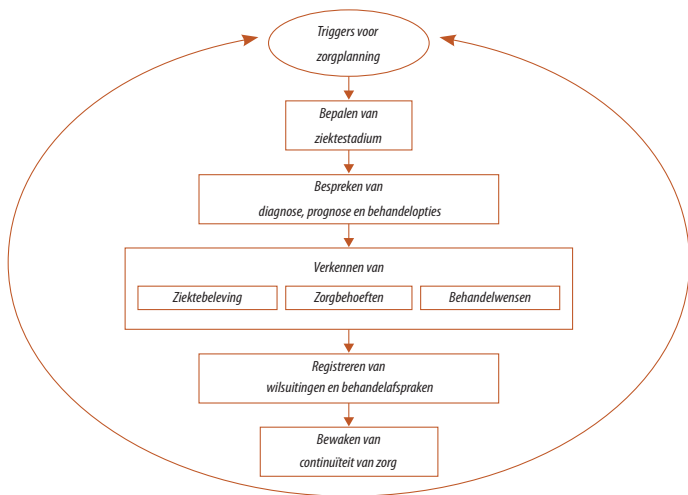 Triggers voor
zorgplanning
Bepalen van
ziektestadium
Bespreken van
diagnose, prognose en behandelopties
Verkennen van
Ziektebeleving
Zorgbehoeften
Behandelwensen
Registreren van
wilsuitingen en behandelafspraken
Bewaken van
continuïteit van zorg